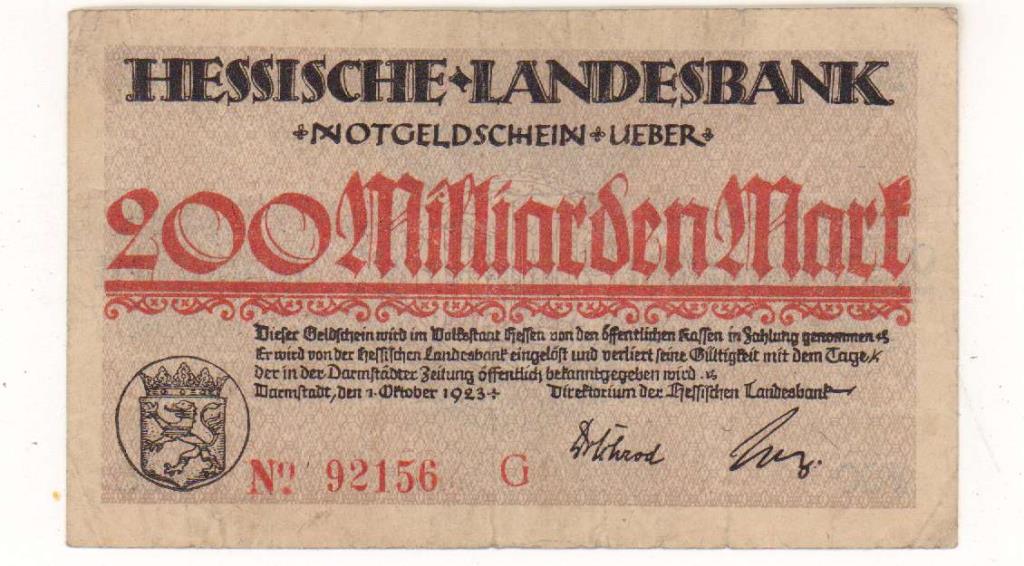 HESSISCHE LANDESBANK
NOTGELDSCHEIN UEBER
200 Milliarden Mark
Dieser Geldschein wird im Volksstaat Hessen von den öffentlichen Kassen in Zahlung genommen
Er wird von der Hessischen Landesbank eingelöst und verliert seine Gültigkeit mit dem Tage,
der in der Darmstädter Zeitung öffentlich bekanntgegeben wird.
Darmstadt, den 1. Oktober 1923 Direktorium der Hessischen Landesbank
No. 92156 G